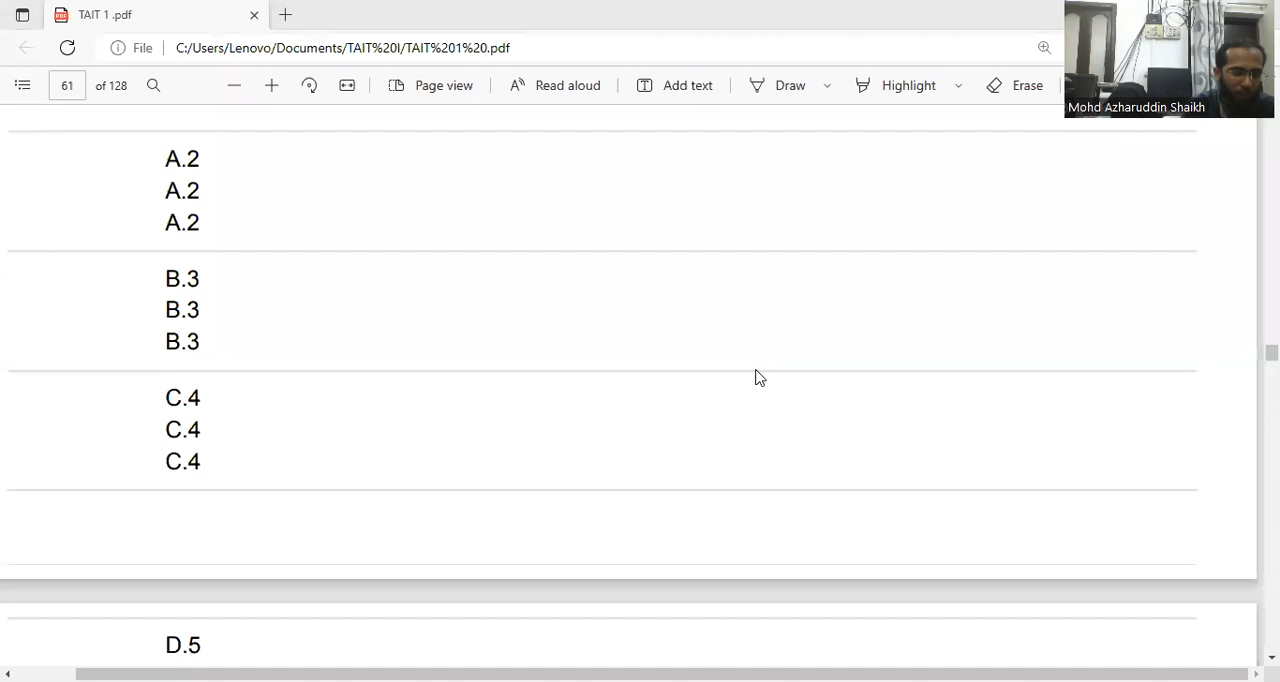 TAIT 1 .pdf
File C:/Users/Lenovo/Documents/TAIT%20I/TAIT%201%20.pdf
61 of 128 Page view Read aloud Add text Draw Highlight Erase
Mohd Azharuddin Shaikh
A.2
A.2
A.2
B.3
B.3
B.3
C.4
C.4
C.4
D.5